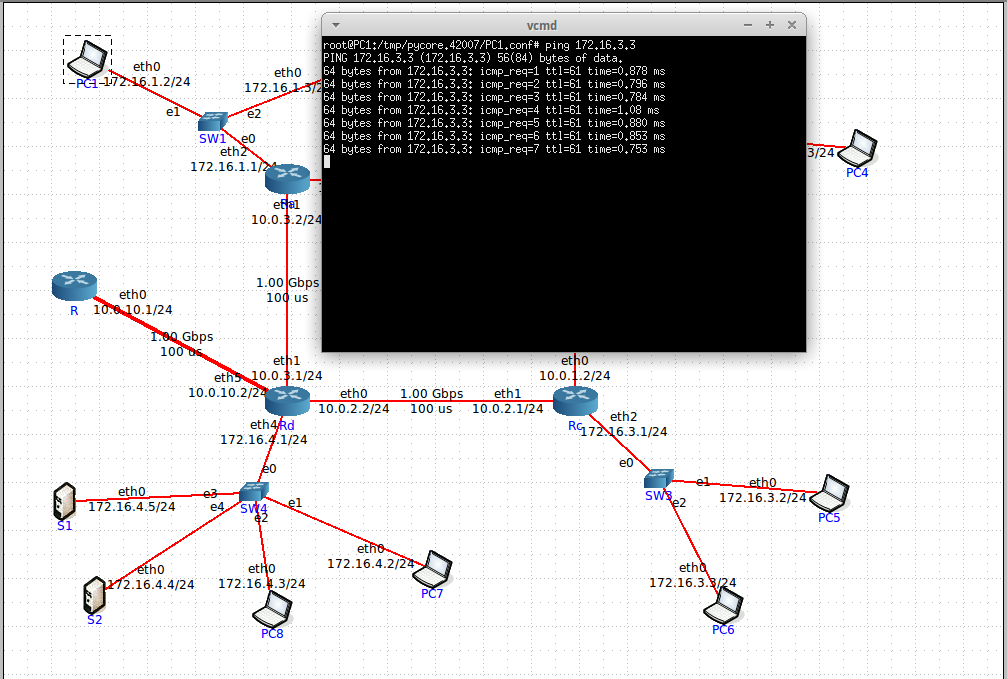 vcmd
root@PC1:/tmp/pycore.42007/PC1.conf# ping 172.16.3.3
PING 172.16.3.3 (172.16.3.3) 56(84) bytes of data.
64 bytes from 172.16.3.3: icmp_req=1 ttl=61 time=0.878 ms
64 bytes from 172.16.3.3: icmp_req=2 ttl=61 time=0.796 ms
64 bytes from 172.16.3.3: icmp_req=3 ttl=61 time=0.784 ms
64 bytes from 172.16.3.3: icmp_req=4 ttl=61 time=1.08 ms
64 bytes from 172.16.3.3: icmp_req=5 ttl=61 time=0.880 ms
64 bytes from 172.16.3.3: icmp_req=6 ttl=61 time=0.853 ms
64 bytes from 172.16.3.3: icmp_req=7 ttl=61 time=0.753 ms
eth0
172.16.1.2/24
PC1
eth0
172.16.1.3/2
e1
e2
SW1
e0
eth2
172.16.1.1/2
Ra
eth1
10.0.3.2/24
3/24
PC4
1.00 Gbps
100 us
R
eth0
10.0.10.1/24
1.00 Gbps
100 us
eth5
10.0.10.2/24
eth1
10.0.3.1/24
eth0
10.0.1.2/24
eth0
10.0.2.2/24
1.00 Gbps
100 us
eth1
10.0.2.1/24
Rd
eth4
172.16.4.1/24
Rc
eth2
172.16.3.1/24
e0
SW4
e3
e4
e2
e1
e0
SW3
e1
e2
eth0
172.16.3.2/24
PC5
eth0
172.16.4.5/24
S1
eth0
172.16.4.4/24
S2
eth0
172.16.4.3/24
PC8
eth0
172.16.4.2/24
PC7
eth0
172.16.3.3/24
PC6